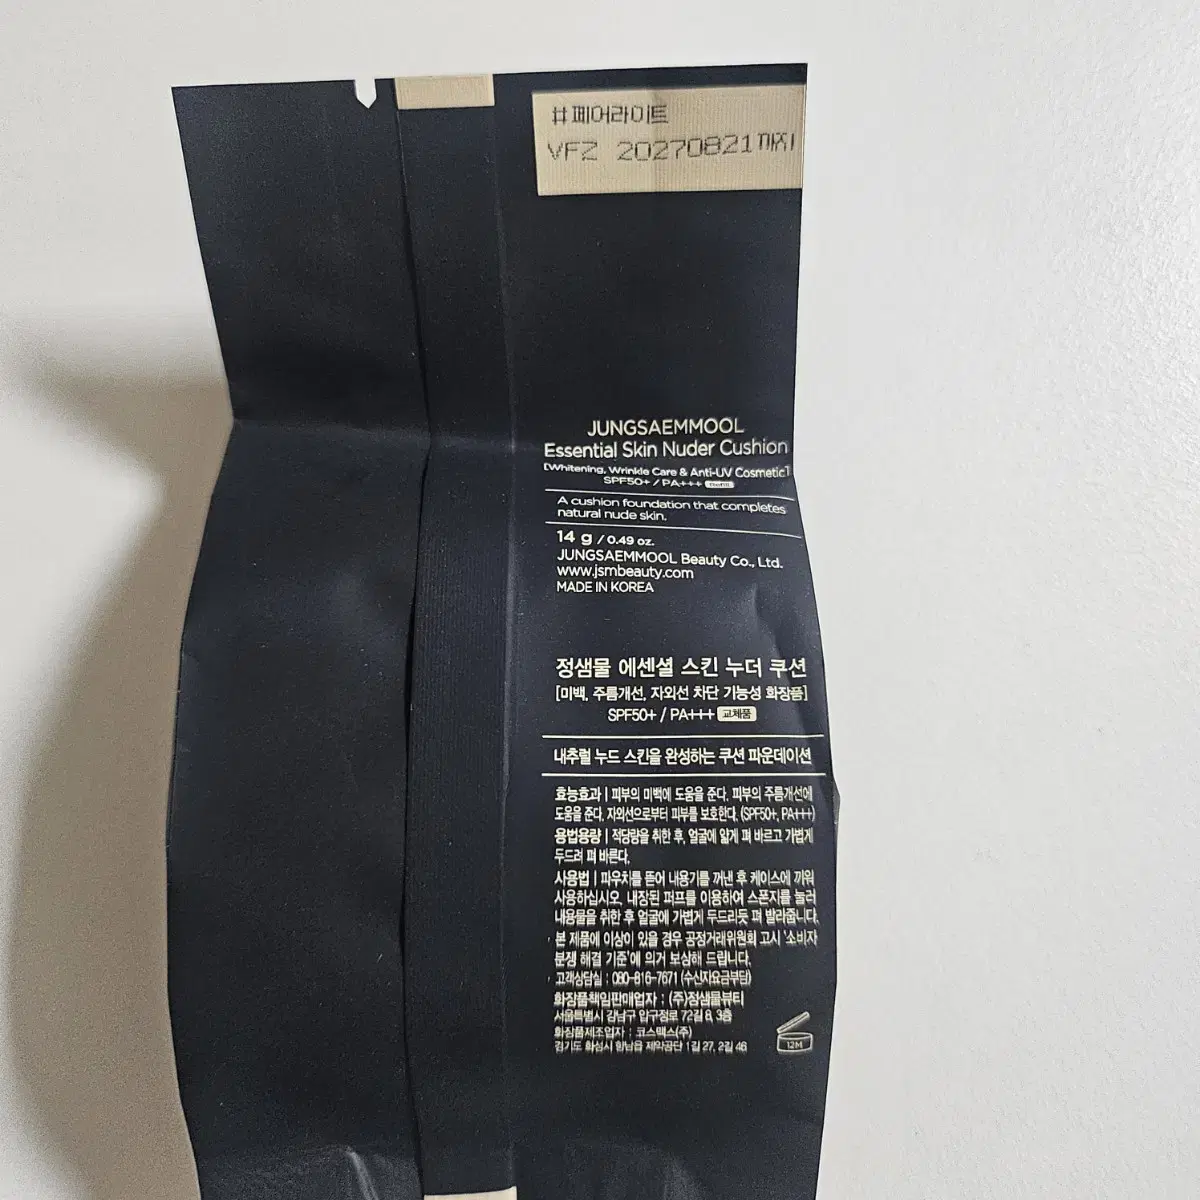 #페어라이트
VFZ 20270821까지
JUNGSAEMMOOL
Essential Skin Nuder Cushion
[Whitening, Wrinkle Care & Anti-UV Cosmetic]
SPF50+ / PA+++ Refill
A cushion foundation that completes
natural nude skin.
14 g / 0.49 oz.
JUNGSAEMMOOL Beauty Co., Ltd.
www.jsmbeauty.com
MADE IN KOREA
정샘물 에센셜 스킨 누더 쿠션
[미백, 주름개선, 자외선 차단 기능성 화장품]
SPF50+ / PA+++ 교체품
내추럴 누드 스킨을 완성하는 쿠션 파운데이션
효능효과 | 피부의 미백에 도움을 준다. 피부의 주름개선에
도움을 준다. 자외선으로부터 피부를 보호한다. (SPF50+, PA+++)
용법용량 | 적당량을 취한 후, 얼굴에 얇게 펴 바르고 가볍게
두드려 펴 바른다.
사용법 | 파우치를 뜯어 내용기를 꺼낸 후 케이스에 끼워
사용하십시오. 내장된 퍼프를 이용하여 스폰지를 눌러
내용물을 취한 후 얼굴에 가볍게 두드리듯 펴 발라줍니다.
· 본 제품에 이상이 있을 경우 공정거래위원회 고시 '소비자
분쟁 해결 기준'에 의거 보상해 드립니다.
· 고객상담실 : 080-816-7671 (수신자요금부담)
화장품책임판매업자 : (주)정샘물뷰티
서울특별시 강남구 압구정로 72길 8, 3층
화장품제조업자 : 코스맥스(주)
경기도 화성시 향남읍 제약공단 1길 27, 2길 46
12M